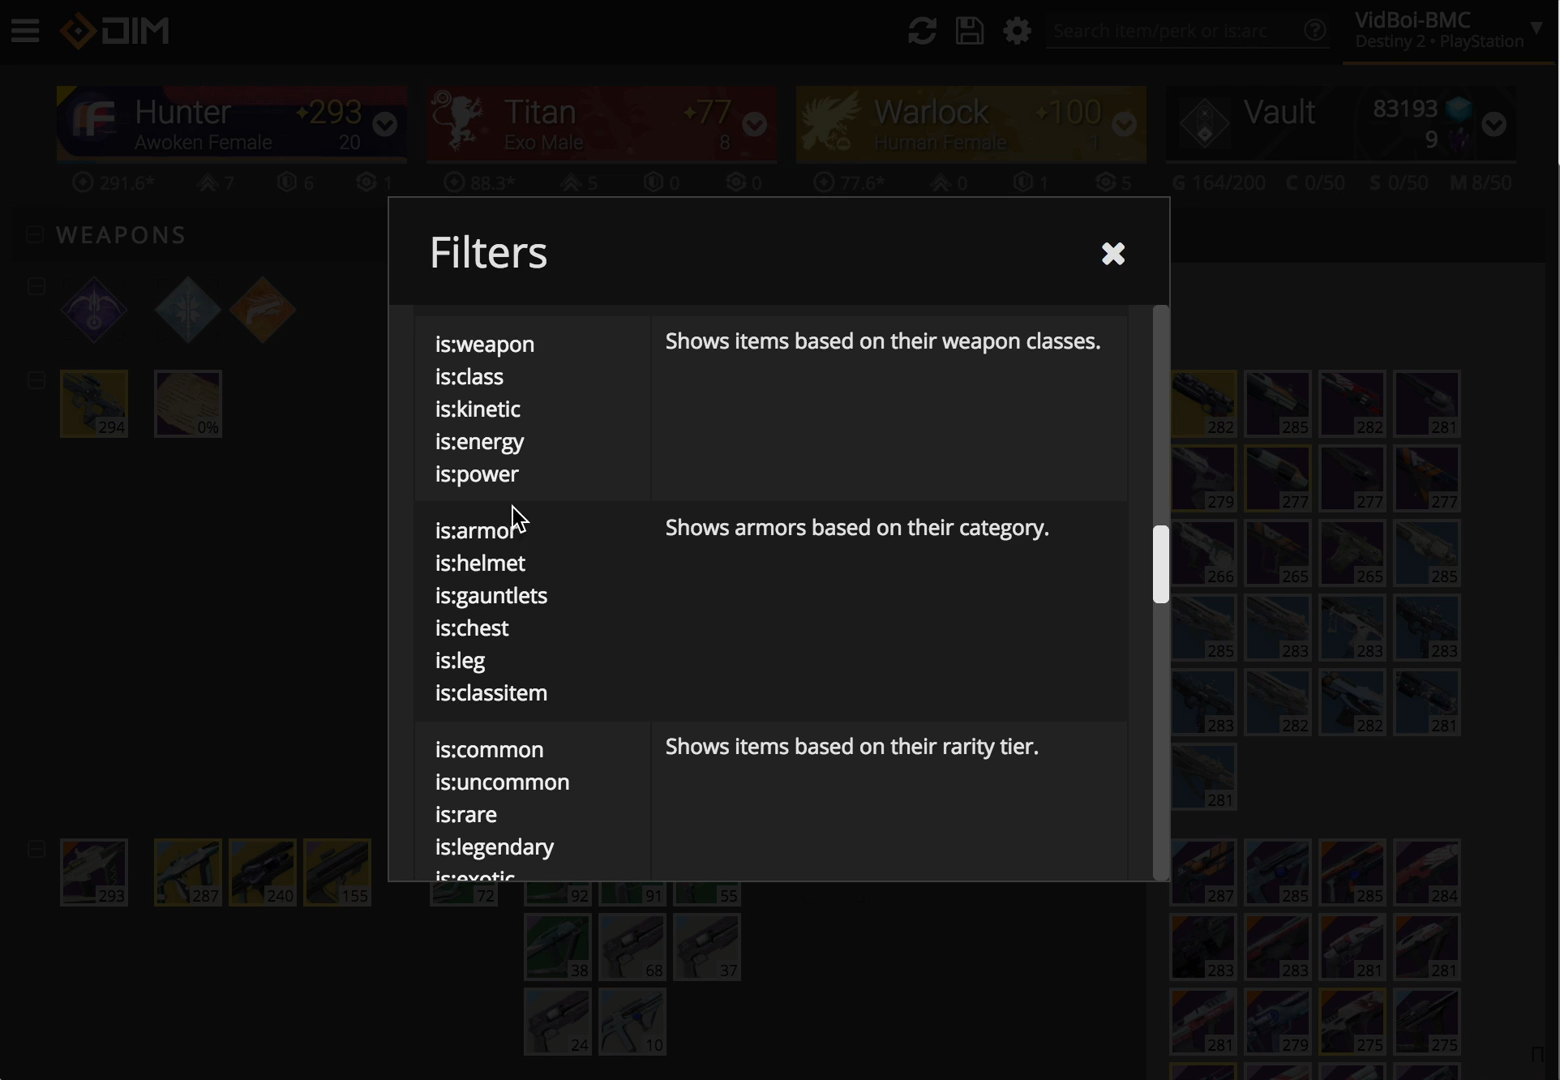 DIM
Search item/perk or is:arc
VidBoi-BMC
Destiny 2 • PlayStation
Hunter
+293
Awoken Female
20
Titan
+77
Exo Male
8
Warlock
+100
Human Female
Vault
83193
9
291.6*
7
6
1
88.3*
5
0
0
77.6*
0
1
5
G 164/200 C 0/50 S 0/50 M 8/50
WEAPONS
Filters
is:weapon
Shows items based on their weapon classes.
is:class
is:kinetic
is:energy
is:power
is:armor
Shows armors based on their category.
is:helmet
is:gauntlets
is:chest
is:leg
is:classitem
is:common
Shows items based on their rarity tier.
is:uncommon
is:rare
is:legendary
is:exotic
294 0%
282 285 282 281
279 277 277 277
266 265 265 285
285 283 283 283
283 282 282 281
281
293 287 240 155 72 92 91 55 287 285 285 284
38 68 37 283 283 281 281
24 10 281 279 275 275